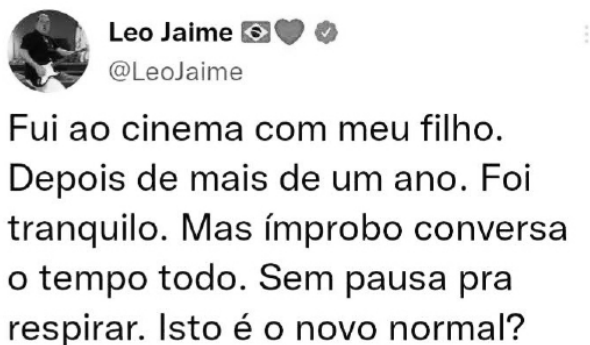 Leo Jaime 🇧🇷❤
@LeoJaime
Fui ao cinema com meu filho.
Depois de mais de um ano. Foi
tranquilo. Mas ímprobo conversa
o tempo todo. Sem pausa pra
respirar. Isto é o novo normal?